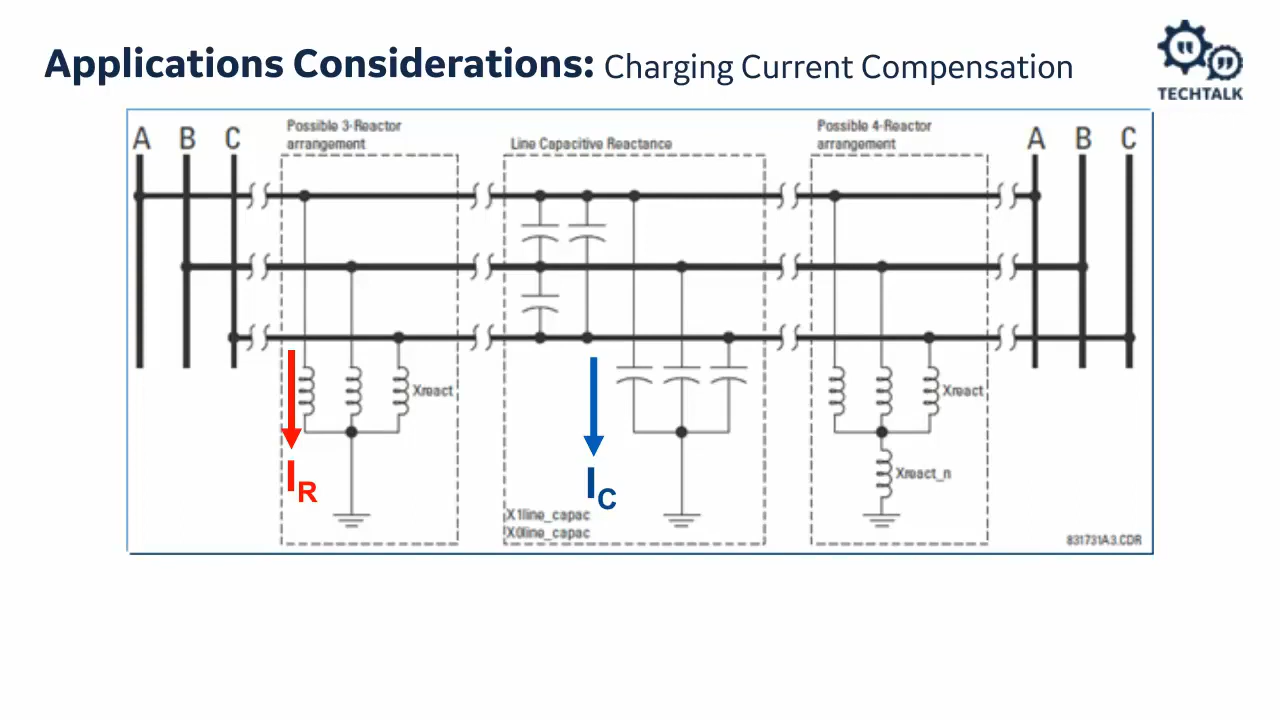 Applications Considerations: Charging Current Compensation
TECHTALK
A B C
Possible 3-Reactor
arrangement
Line Capacitive Reactance
Possible 4-Reactor
arrangement
A B C
Xreact
Xreact
IR
IC
Xreact_n
X1line_capac
X0line_capac
831731A3.CDR